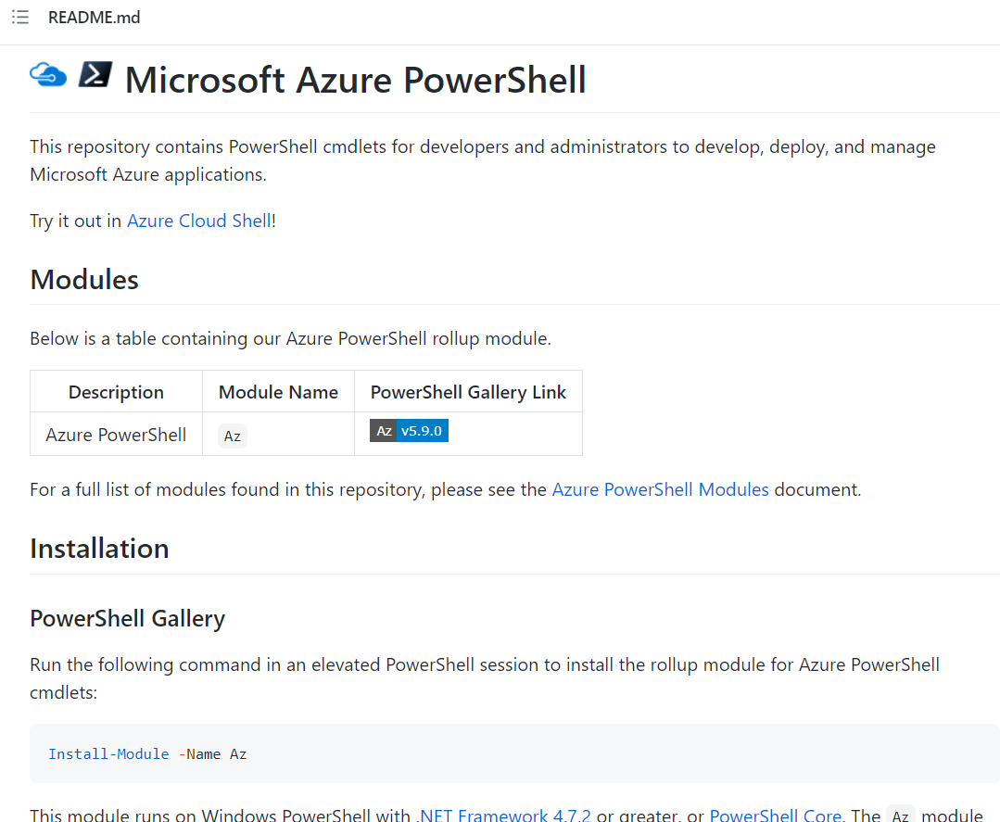 README.md
Microsoft Azure PowerShell
This repository contains PowerShell cmdlets for developers and administrators to develop, deploy, and manage
Microsoft Azure applications.
Try it out in Azure Cloud Shell!
Modules
Below is a table containing our Azure PowerShell rollup module.
Description Module Name PowerShell Gallery Link
Azure PowerShell Az Az v5.9.0
For a full list of modules found in this repository, please see the Azure PowerShell Modules document.
Installation
PowerShell Gallery
Run the following command in an elevated PowerShell session to install the rollup module for Azure PowerShell
cmdlets:
Install-Module -Name Az
This module runs on Windows PowerShell with .NET Framework 4.7.2 or greater, or PowerShell Core. The Az module